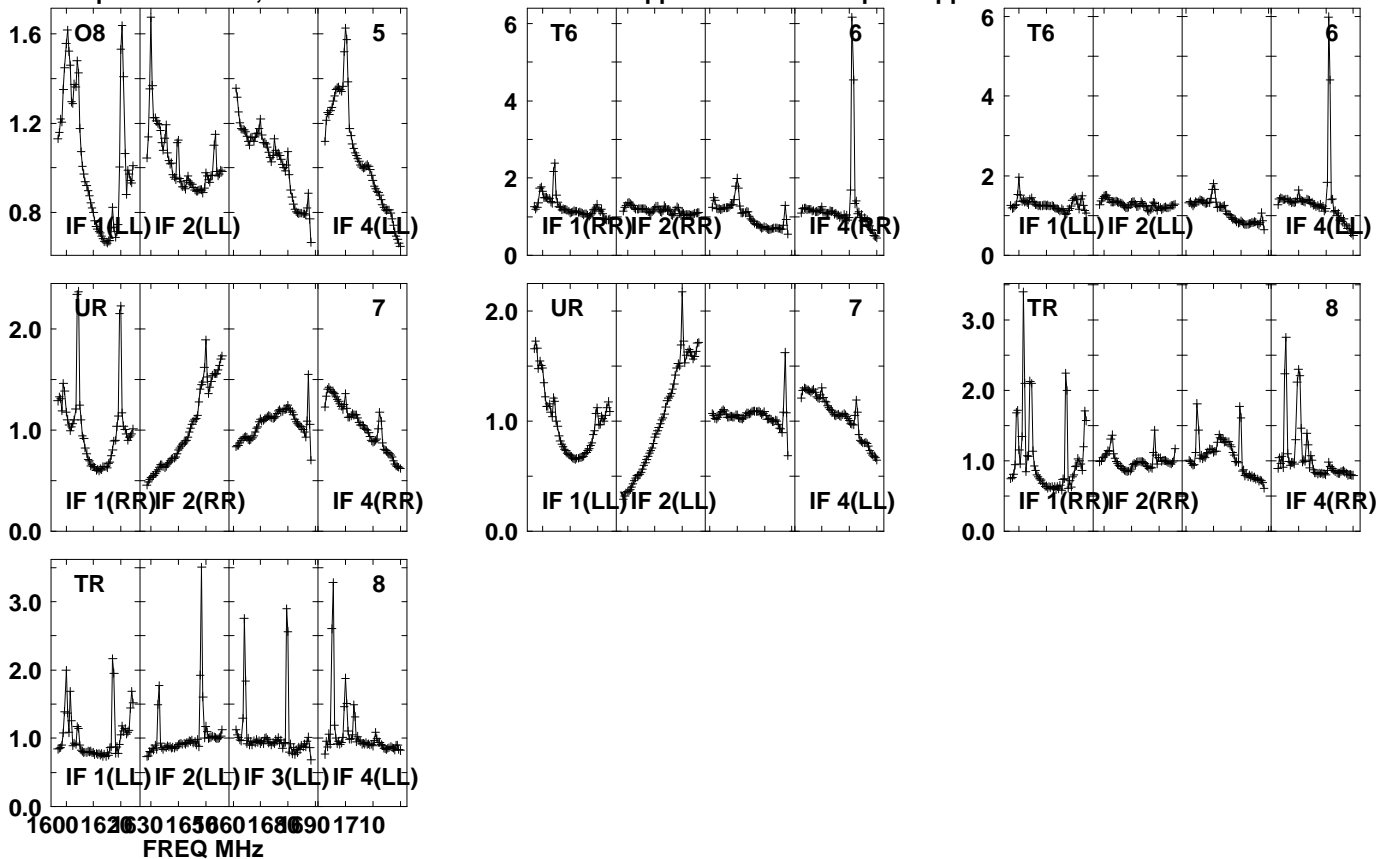 O8 5
1.6
1.2
0.8
IF 1(LL) IF 2(LL) IF 4(LL)
T6 6
6
4
2
0
IF 1(RR) IF 2(RR) IF 4(RR)
T6 6
6
4
2
0
IF 1(LL) IF 2(LL) IF 4(LL)
UR 7
2.0
1.0
0.0
IF 1(RR) IF 2(RR) IF 4(RR)
UR 7
2.0
1.0
0.0
IF 1(LL) IF 2(LL) IF 4(LL)
TR 8
3.0
2.0
1.0
0.0
IF 1(RR) IF 2(RR) IF 4(RR)
TR 8
3.0
2.0
1.0
0.0
IF 1(LL) IF 2(LL) IF 3(LL) IF 4(LL)
1600 1620 1630 1650 1660 1680 1690 1710
FREQ MHz